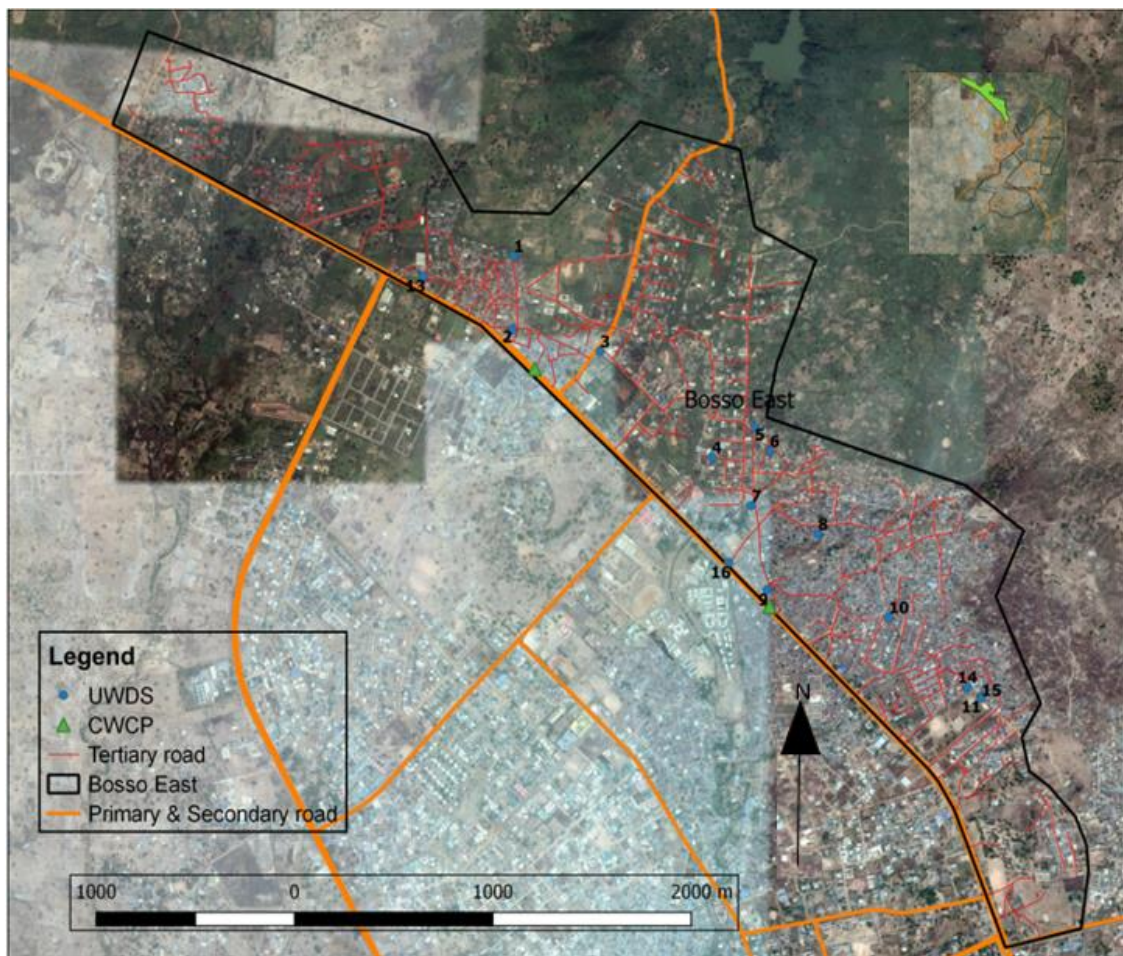 1
13
2
3
Bosso East
4
5
6
7
8
16
9
10
14
15
11
N
Legend
UWDS
CWCP
Tertiary road
Bosso East
Primary & Secondary road
1000 0 1000 2000 m